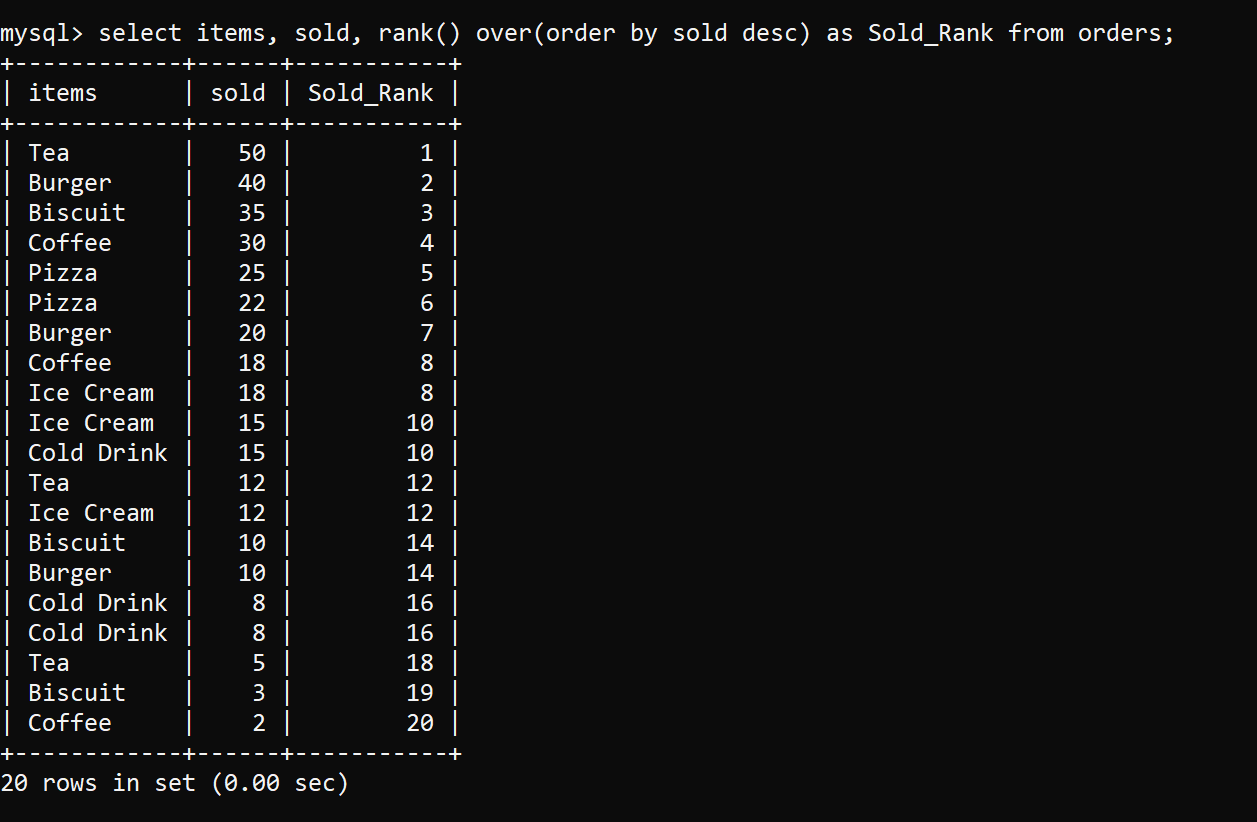 mysql> select items, sold, rank() over(order by sold desc) as Sold_Rank from orders;
+------------+------+-----------+
| items      | sold | Sold_Rank |
+------------+------+-----------+
| Tea        |   50 |         1 |
| Burger     |   40 |         2 |
| Biscuit    |   35 |         3 |
| Coffee     |   30 |         4 |
| Pizza      |   25 |         5 |
| Pizza      |   22 |         6 |
| Burger     |   20 |         7 |
| Coffee     |   18 |         8 |
| Ice Cream  |   18 |         8 |
| Ice Cream  |   15 |        10 |
| Cold Drink |   15 |        10 |
| Tea        |   12 |        12 |
| Ice Cream  |   12 |        12 |
| Biscuit    |   10 |        14 |
| Burger     |   10 |        14 |
| Cold Drink |    8 |        16 |
| Cold Drink |    8 |        16 |
| Tea        |    5 |        18 |
| Biscuit    |    3 |        19 |
| Coffee     |    2 |        20 |
+------------+------+-----------+
20 rows in set (0.00 sec)